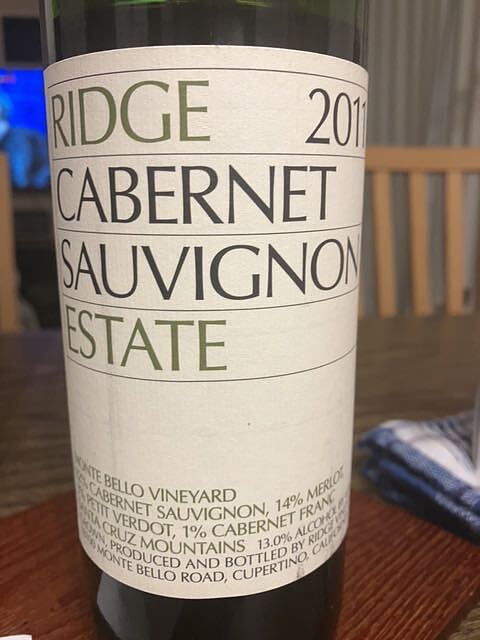 RIDGE 2011
CABERNET
SAUVIGNON
ESTATE
MONTE BELLO VINEYARD
CABERNET SAUVIGNON, 14% MERLOT,
PETIT VERDOT, 1% CABERNET FRANC
CRUZ MOUNTAINS 13.0% ALCOHOL
PRODUCED AND BOTTLED BY RIDGE
MONTE BELLO ROAD, CUPERTINO,